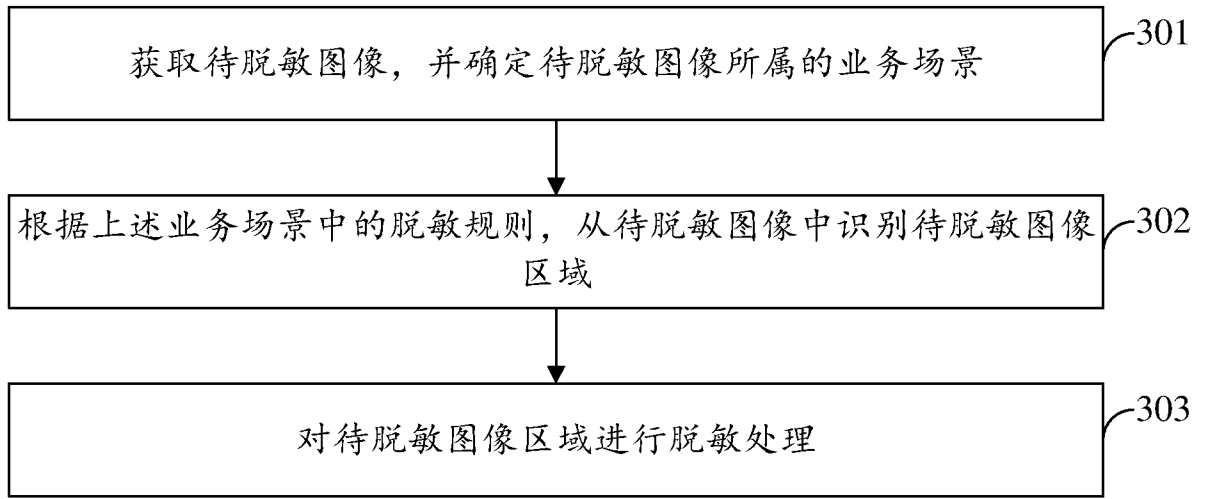 获取待脱敏图像，并确定待脱敏图像所属的业务场景
301
根据上述业务场景中的脱敏规则，从待脱敏图像中识别待脱敏图像
区域
302
对待脱敏图像区域进行脱敏处理
303